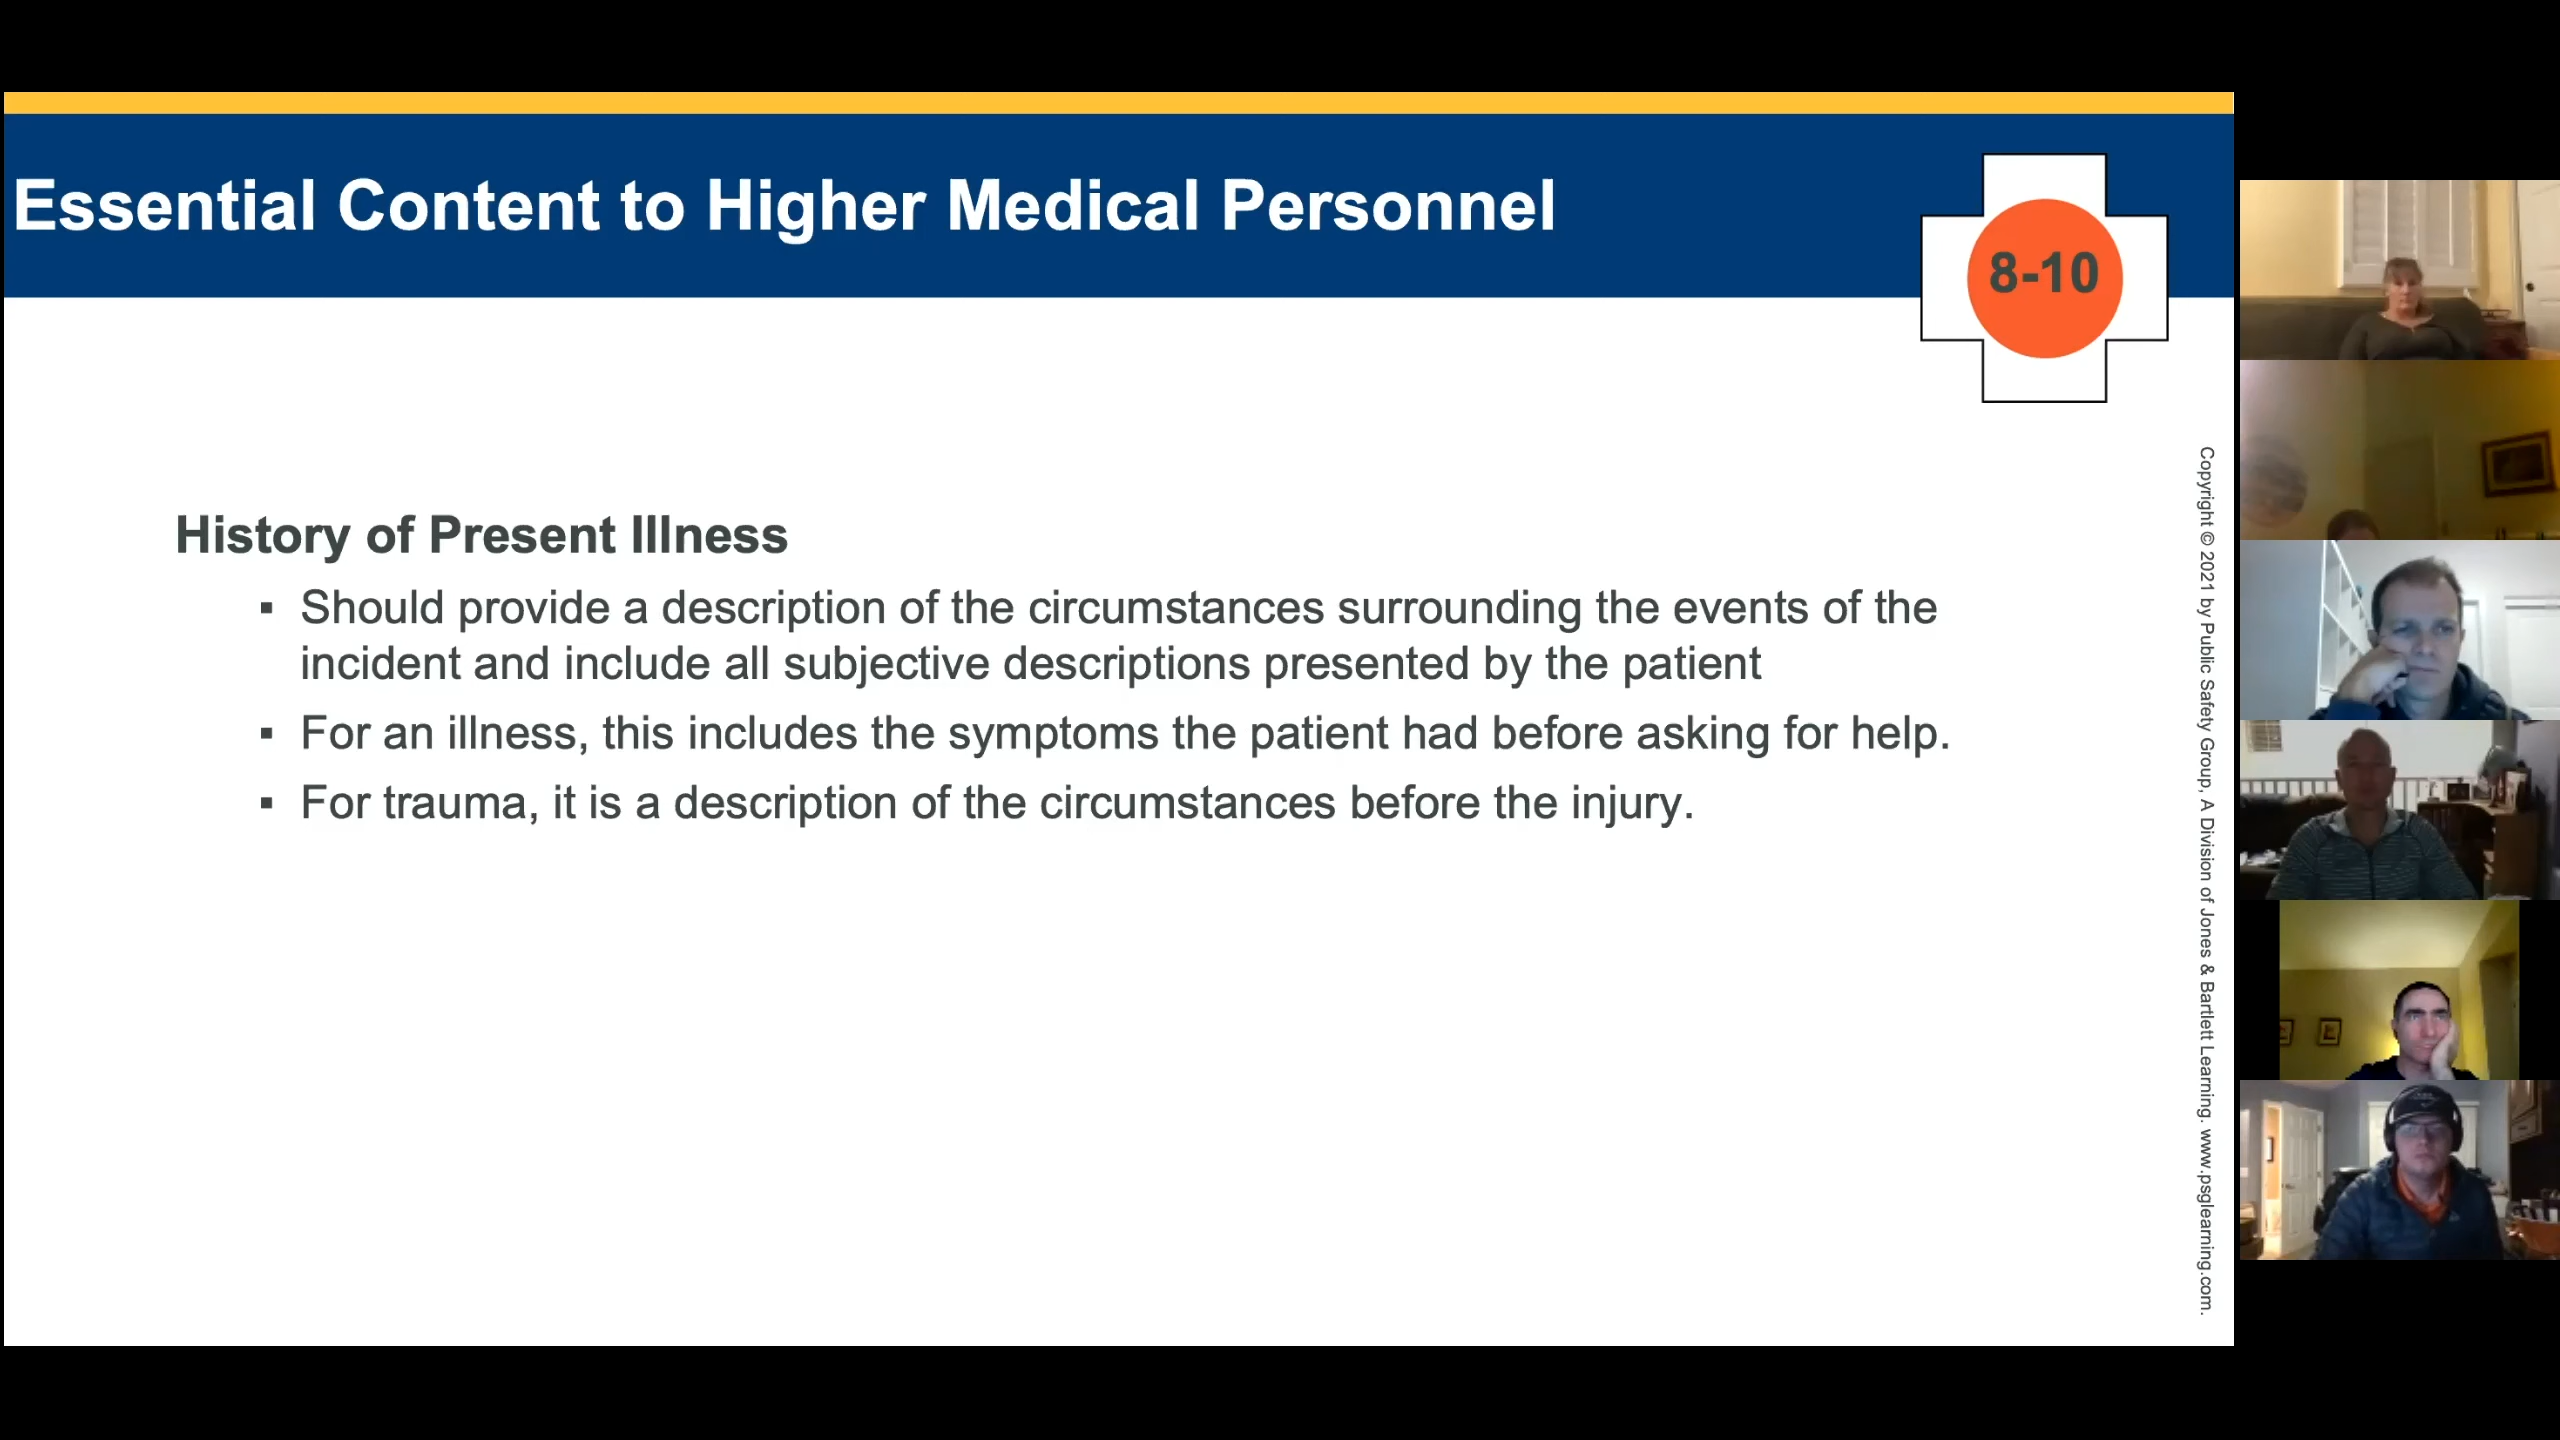 Essential Content to Higher Medical Personnel
8-10
History of Present Illness
▪ Should provide a description of the circumstances surrounding the events of the
incident and include all subjective descriptions presented by the patient
▪ For an illness, this includes the symptoms the patient had before asking for help.
▪ For trauma, it is a description of the circumstances before the injury.
Copyright © 2021 by Public Safety Group, A Division of Jones & Bartlett Learning. www.psglearning.com.